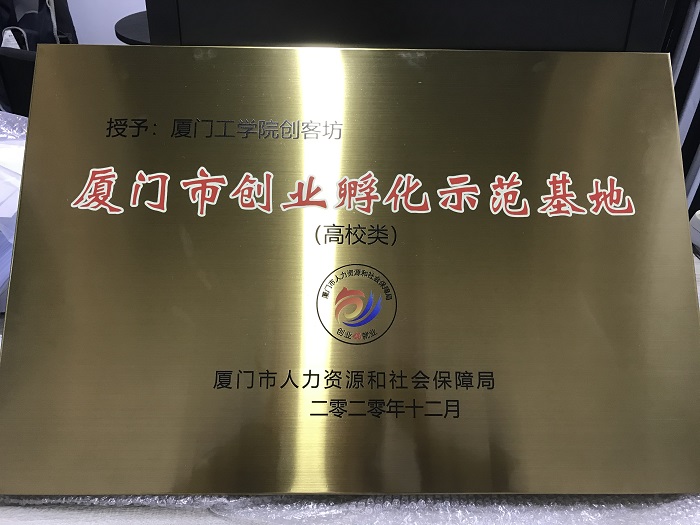 授予：厦门工学院创客坊
厦门市创业孵化示范基地
（高校类）
厦门市人力资源和社会保障局
厦门市人力资源和社会保障局
二零二零年十二月